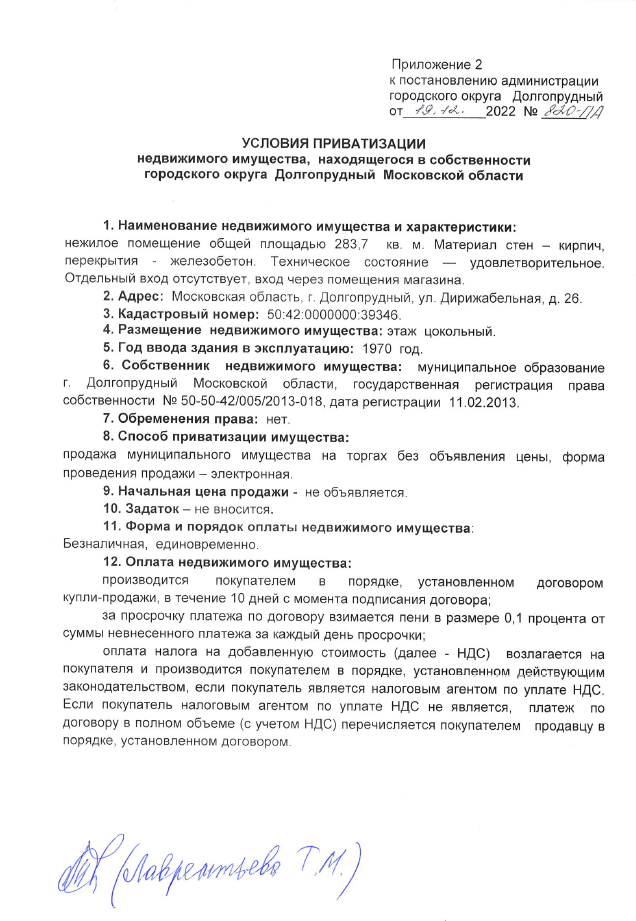 Приложение 2
к постановлению администрации
городского округа Долгопрудный
от 19.12. 2022 № 820-ПА
УСЛОВИЯ ПРИВАТИЗАЦИИ
недвижимого имущества, находящегося в собственности
городского округа Долгопрудный Московской области
1. Наименование недвижимого имущества и характеристики:
нежилое помещение общей площадью 283,7 кв. м. Материал стен – кирпич,
перекрытия - железобетон. Техническое состояние — удовлетворительное.
Отдельный вход отсутствует, вход через помещения магазина.
2. Адрес: Московская область, г. Долгопрудный, ул. Дирижабельная, д. 26.
3. Кадастровый номер: 50:42:0000000:39346.
4. Размещение недвижимого имущества: этаж цокольный.
5. Год ввода здания в эксплуатацию: 1970 год.
6. Собственник недвижимого имущества: муниципальное образование
г. Долгопрудный Московской области, государственная регистрация права
собственности № 50-50-42/005/2013-018, дата регистрации 11.02.2013.
7. Обременения права: нет.
8. Способ приватизации имущества:
продажа муниципального имущества на торгах без объявления цены, форма
проведения продажи – электронная.
9. Начальная цена продажи - не объявляется.
10. Задаток – не вносится.
11. Форма и порядок оплаты недвижимого имущества:
Безналичная, единовременно.
12. Оплата недвижимого имущества:
производится покупателем в порядке, установленном договором
купли-продажи, в течение 10 дней с момента подписания договора;
за просрочку платежа по договору взимается пени в размере 0,1 процента от
суммы невнесенного платежа за каждый день просрочки;
оплата налога на добавленную стоимость (далее - НДС) возлагается на
покупателя и производится покупателем в порядке, установленном действующим
законодательством, если покупатель является налоговым агентом по уплате НДС.
Если покупатель налоговым агентом по уплате НДС не является, платеж по
договору в полном объеме (с учетом НДС) перечисляется покупателем продавцу в
порядке, установленном договором.
(Лаврентьева Т.М.)